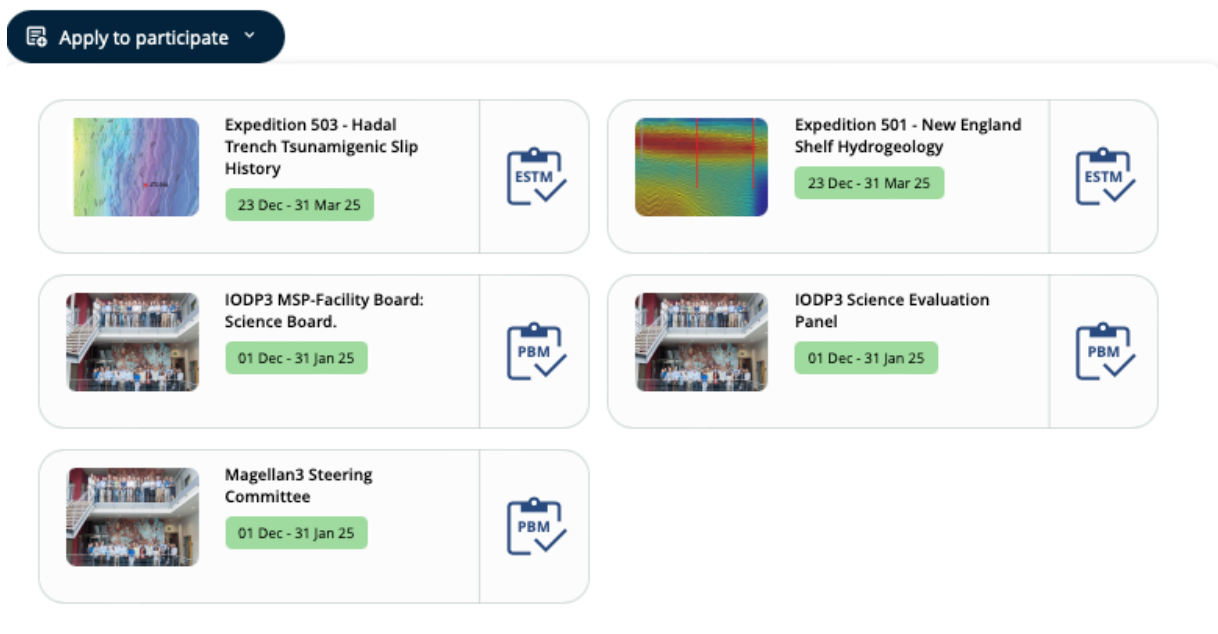 Apply to participate
Expedition 503 - Hadal
Trench Tsunamigenic Slip
History
23 Dec - 31 Mar 25
ESTM
Expedition 501 - New England
Shelf Hydrogeology
23 Dec - 31 Mar 25
ESTM
IODP3 MSP-Facility Board:
Science Board.
01 Dec - 31 Jan 25
PBM
IODP3 Science Evaluation
Panel
01 Dec - 31 Jan 25
PBM
Magellan3 Steering
Committee
01 Dec - 31 Jan 25
PBM